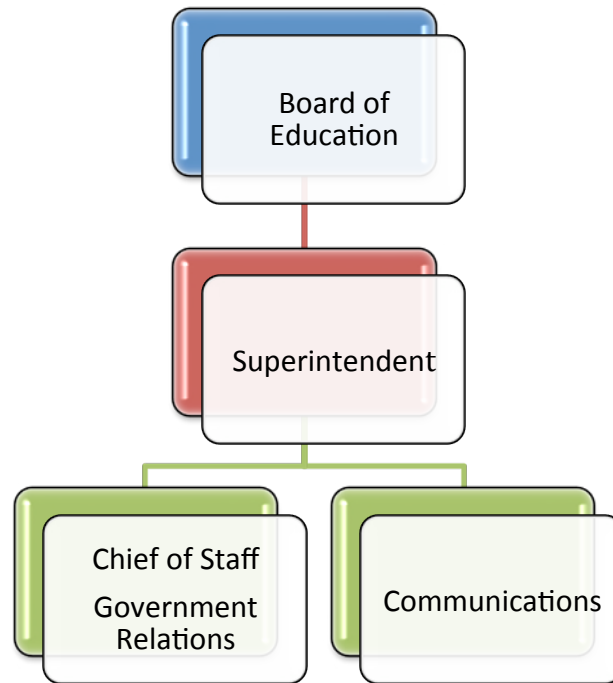 Board of
Education
Superintendent
Chief of Staff
Government
Relations
Communications